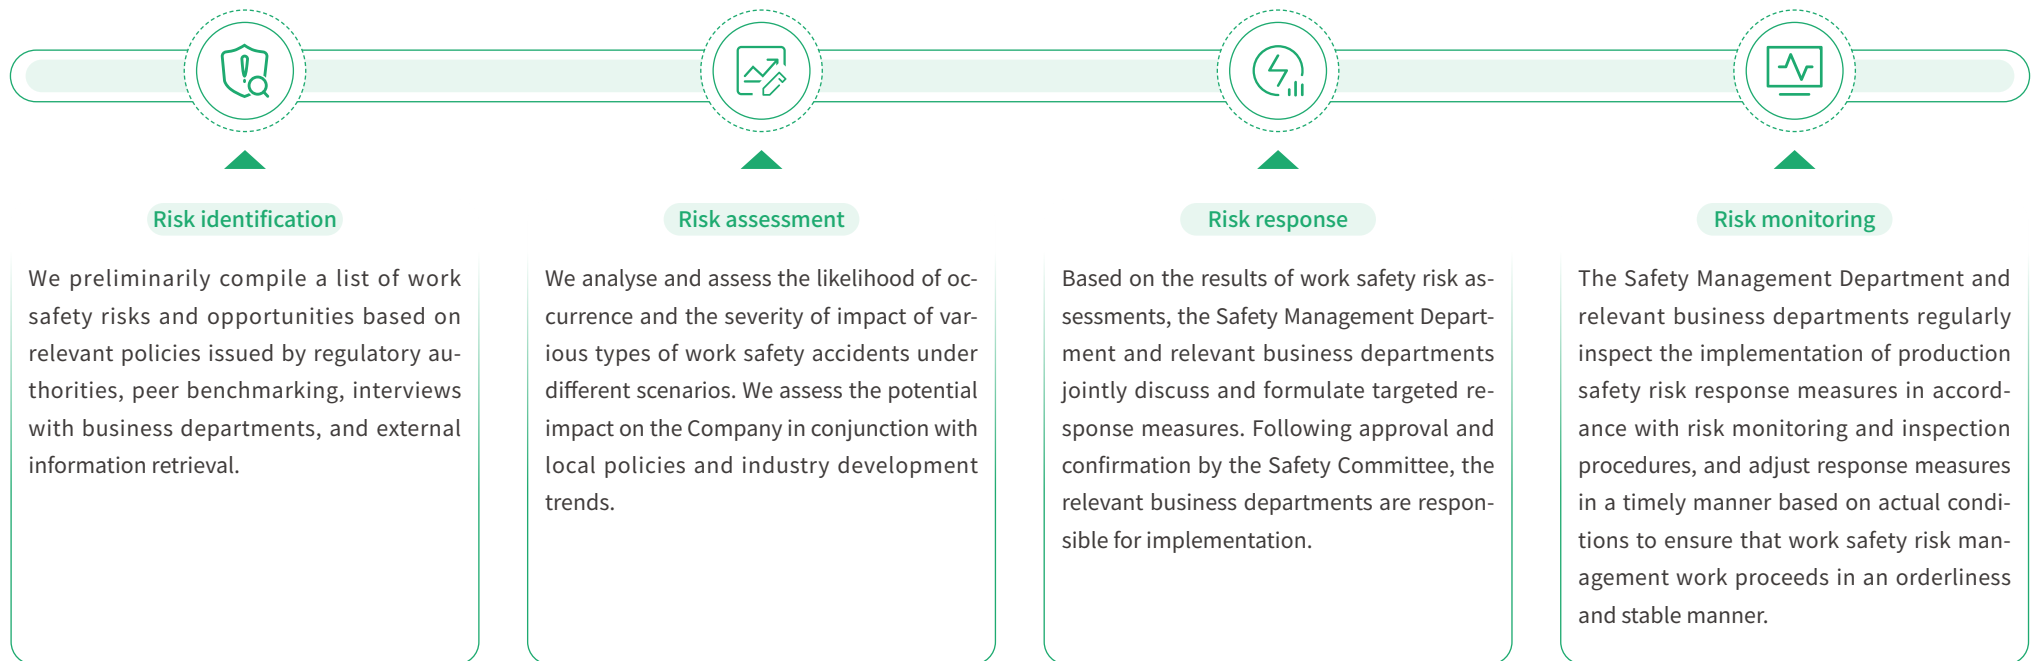 Risk identification
We preliminarily compile a list of work
safety risks and opportunities based on
relevant policies issued by regulatory au-
thorities, peer benchmarking, interviews
with business departments, and external
information retrieval.
Risk assessment
We analyse and assess the likelihood of oc-
currence and the severity of impact of var-
ious types of work safety accidents under
different scenarios. We assess the potential
impact on the Company in conjunction with
local policies and industry development
trends.
Risk response
Based on the results of work safety risk as-
sessments, the Safety Management Depart-
ment and relevant business departments
jointly discuss and formulate targeted re-
sponse measures. Following approval and
confirmation by the Safety Committee, the
relevant business departments are respon-
sible for implementation.
Risk monitoring
The Safety Management Department and
relevant business departments regularly
inspect the implementation of production
safety risk response measures in accord-
ance with risk monitoring and inspection
procedures, and adjust response measures
in a timely manner based on actual condi-
tions to ensure that work safety risk man-
agement work proceeds in an orderliness
and stable manner.